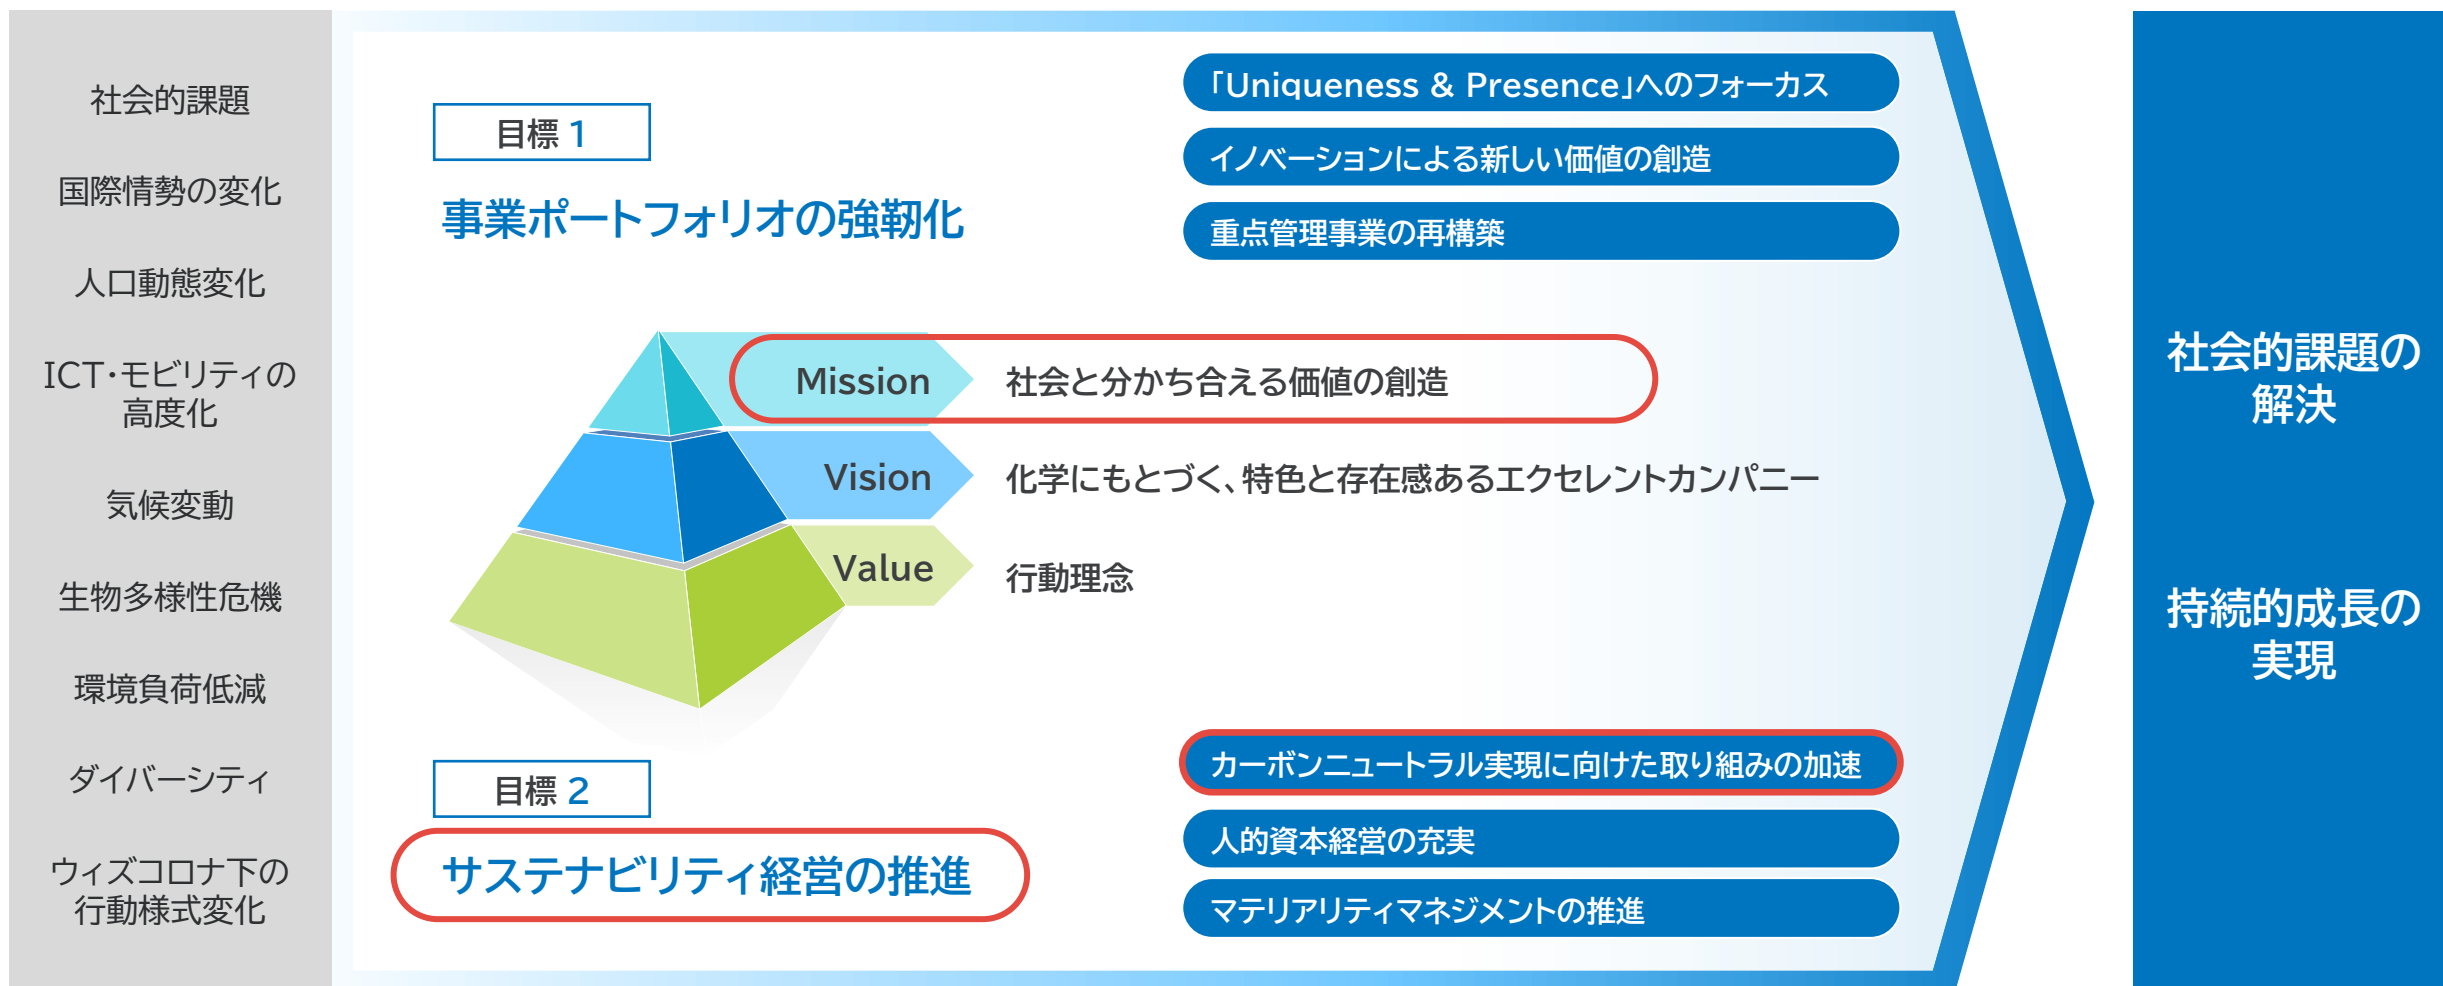 社会的課題
国際情勢の変化
人口動態変化
ICT・モビリティの
高度化
気候変動
生物多様性危機
環境負荷低減
ダイバーシティ
ウィズコロナ下の
行動様式変化
目標 1
事業ポートフォリオの強靭化
「Uniqueness & Presence」へのフォーカス
イノベーションによる新しい価値の創造
重点管理事業の再構築
Mission 社会と分かち合える価値の創造
Vision 化学にもとづく、特色と存在感あるエクセレントカンパニー
Value 行動理念
目標 2
サステナビリティ経営の推進
カーボンニュートラル実現に向けた取り組みの加速
人的資本経営の充実
マテリアリティマネジメントの推進
社会的課題の
解決
持続的成長の
実現